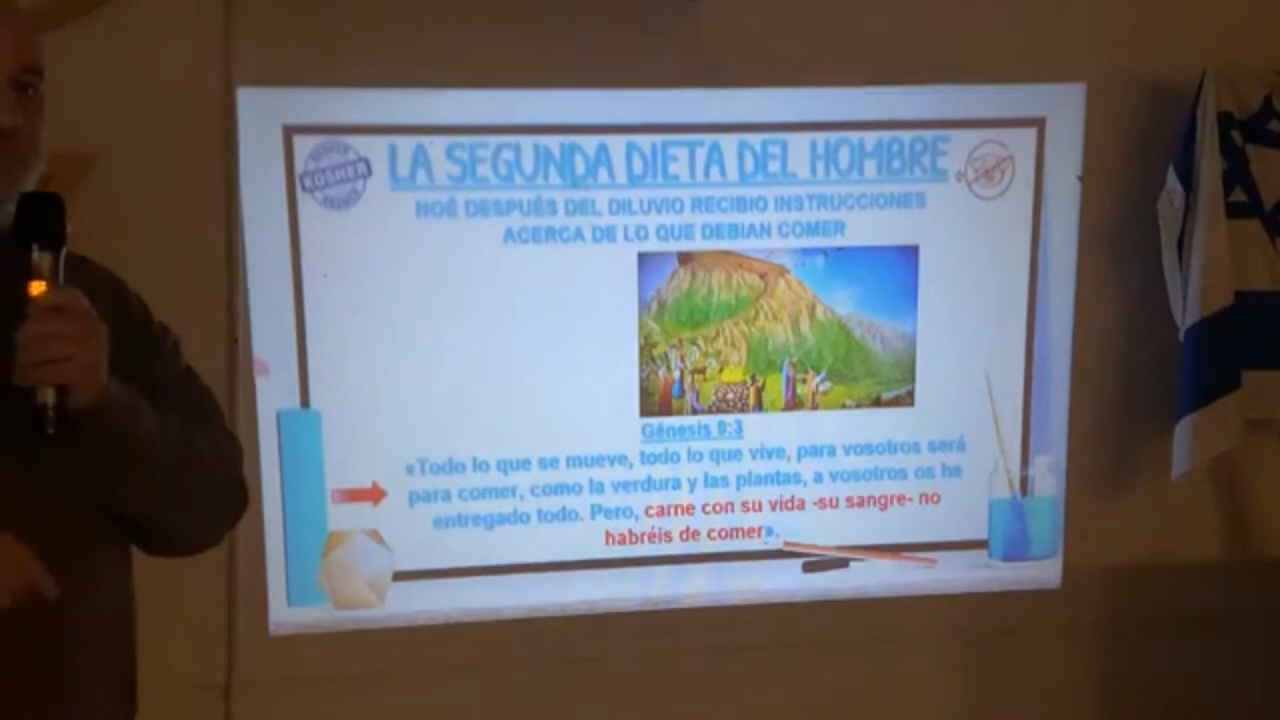 KOSHER
LA SEGUNDA DIETA DEL HOMBRE
NOÉ DESPUÉS DEL DILUVIO RECIBIO INSTRUCCIONES
ACERCA DE LO QUE DEBIAN COMER
Génesis 9:3
«Todo lo que se mueve, todo lo que vive, para vosotros será
para comer, como la verdura y las plantas, a vosotros os he
entregado todo. Pero, carne con su vida -su sangre- no
habréis de comer».